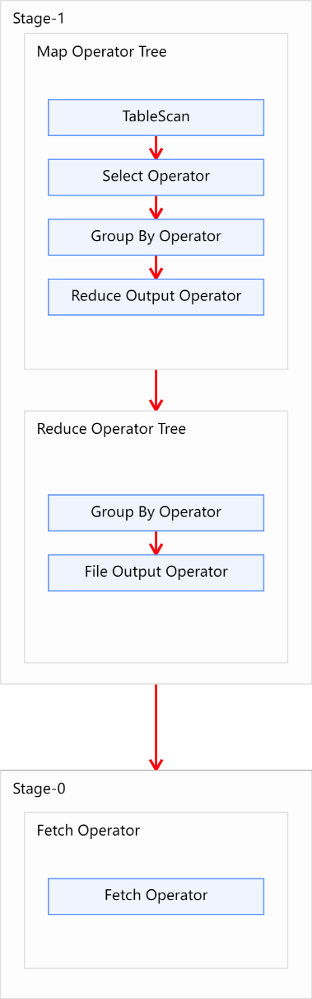 Stage-1
Map Operator Tree
TableScan
Select Operator
Group By Operator
Reduce Output Operator
Reduce Operator Tree
Group By Operator
File Output Operator
Stage-0
Fetch Operator
Fetch Operator